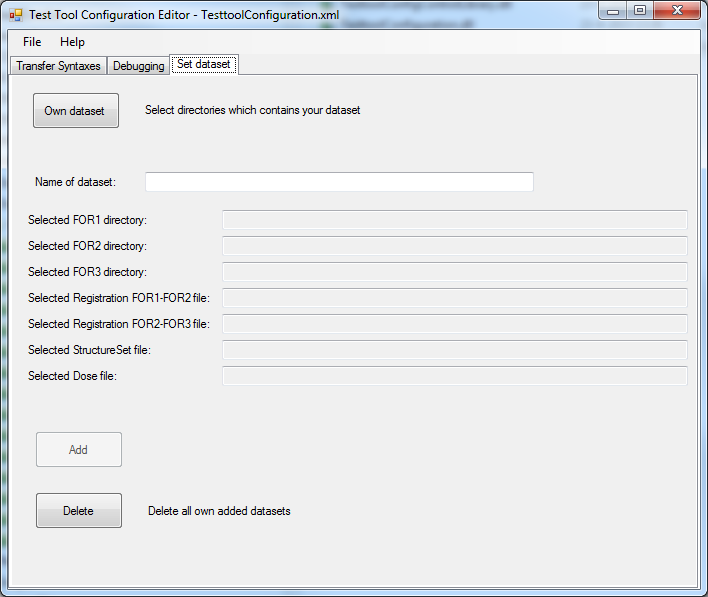 Test Tool Configuration Editor - TesttoolConfiguration.xml
File Help
Transfer Syntaxes Debugging Set dataset
Own dataset Select directories which contains your dataset
Name of dataset:
Selected FOR1 directory:
Selected FOR2 directory:
Selected FOR3 directory:
Selected Registration FOR1-FOR2 file:
Selected Registration FOR2-FOR3 file:
Selected StructureSet file:
Selected Dose file:
Add
Delete Delete all own added datasets